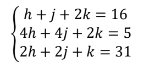 h + j + 2k = 16
4h + 4j + 2k = 5
2h + 2j + k = 31